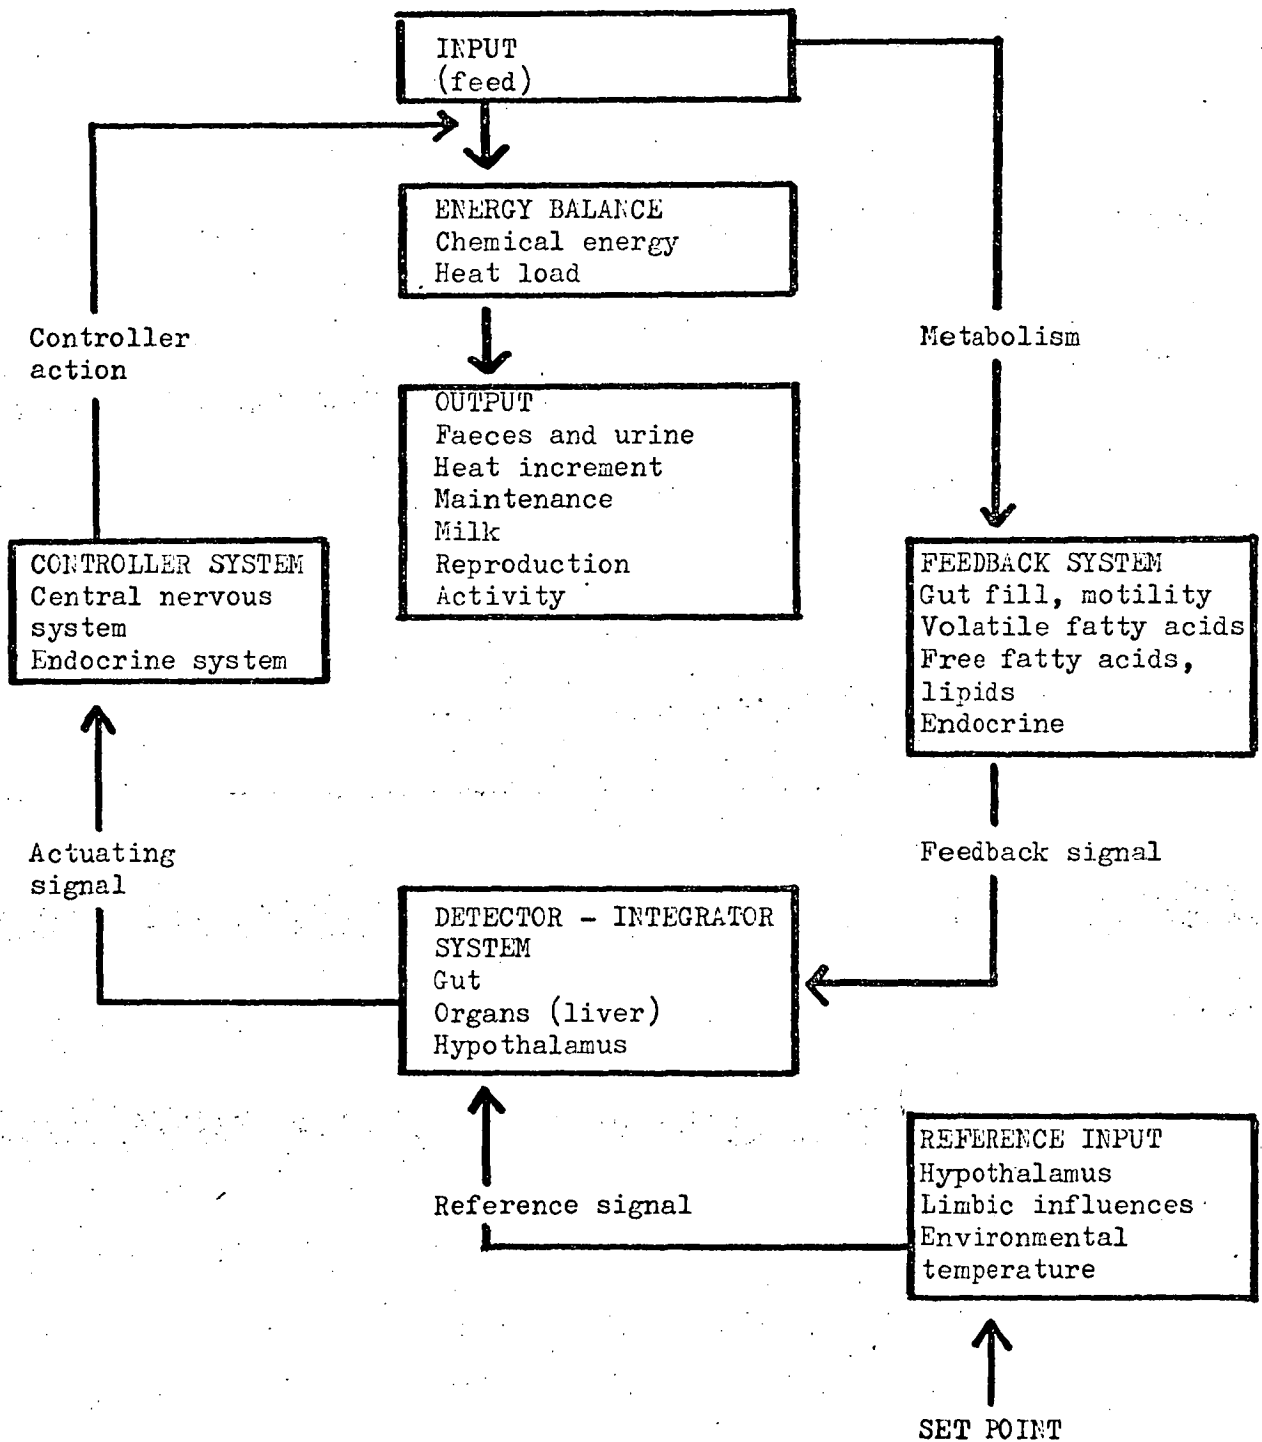 INPUT
(feed)
ENERGY BALANCE
Chemical energy
Heat load
Controller
action
Metabolism
OUTPUT
Faeces and urine
Heat increment
Maintenance
Milk
Reproduction
Activity
CONTROLLER SYSTEM
Central nervous
system
Endocrine system
FEEDBACK SYSTEM
Gut fill, motility
Volatile fatty acids
Free fatty acids,
lipids
Endocrine
Actuating
signal
Feedback signal
DETECTOR - INTEGRATOR
SYSTEM
Gut
Organs (liver)
Hypothalamus
Reference signal
REFERENCE INPUT
Hypothalamus
Limbic influences
Environmental
temperature
SET POINT